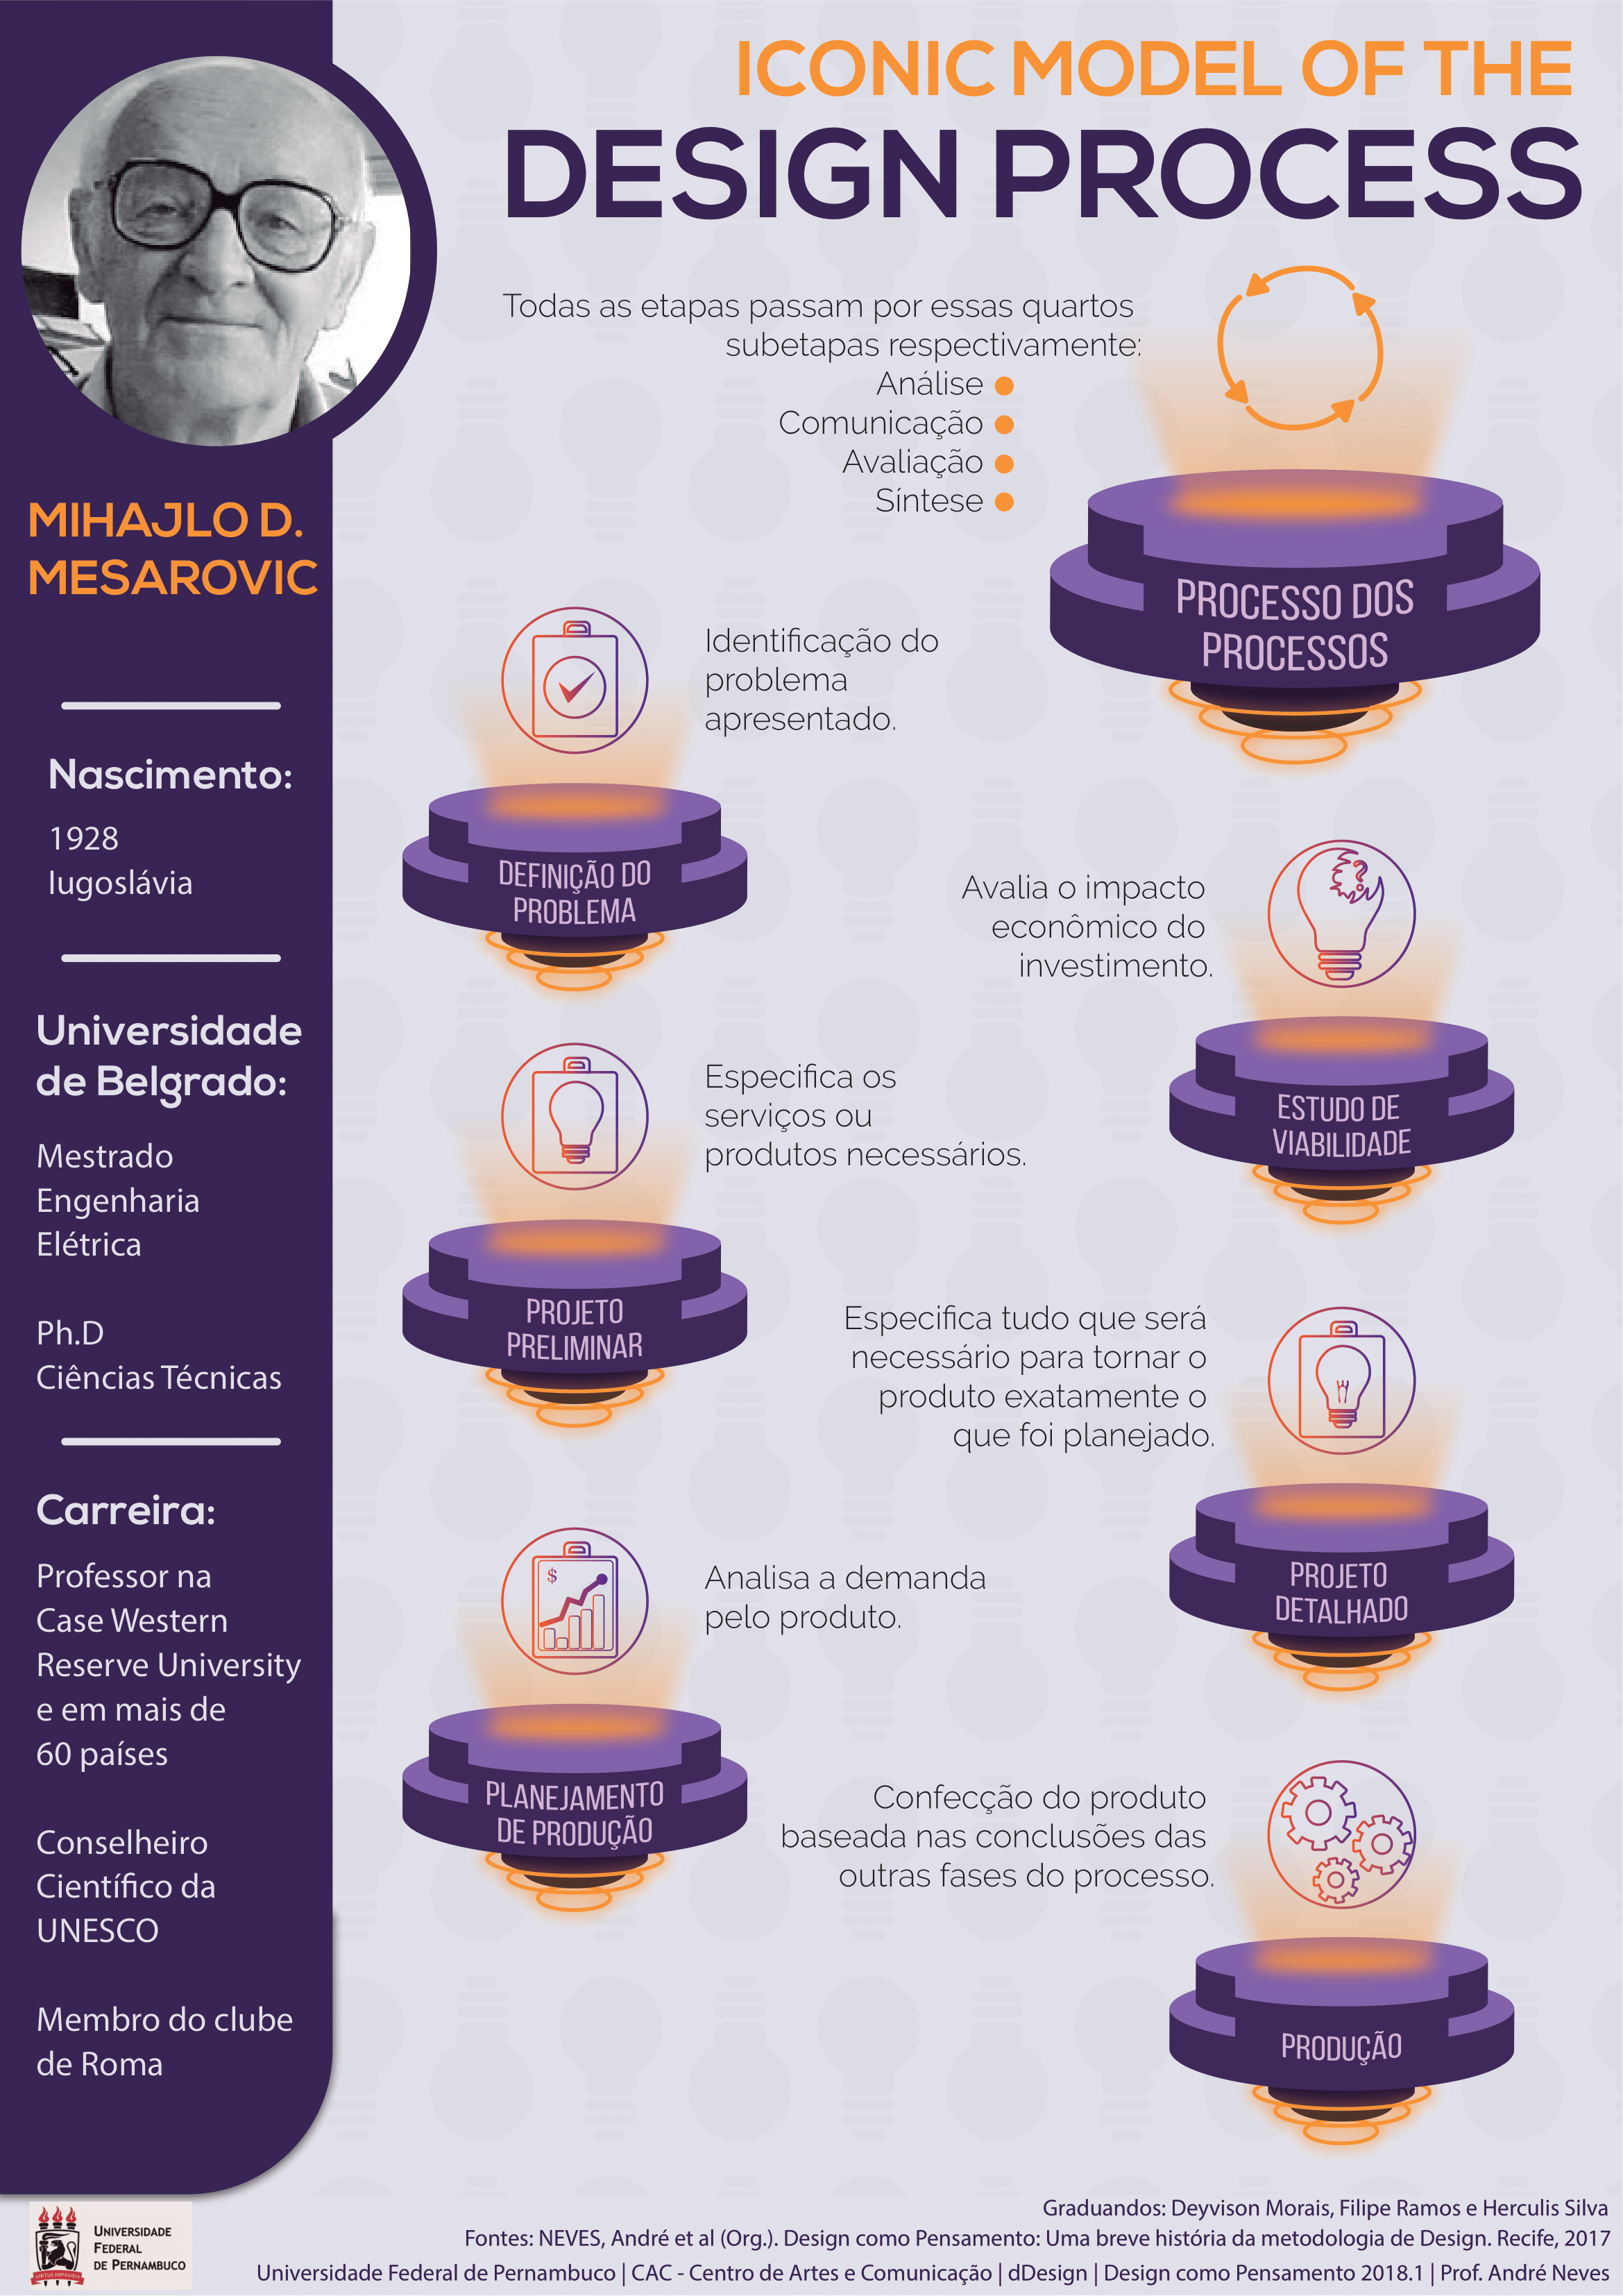 ICONIC MODEL OF THE
DESIGN PROCESS
MIHAJLO D.
MESAROVIC
Nascimento:
1928
Iugoslávia
Universidade
de Belgrado:
Mestrado
Engenharia
Elétrica
Ph.D
Ciências Técnicas
Carreira:
Professor na
Case Western
Reserve University
e em mais de
60 países
Conselheiro
Científico da
UNESCO
Membro do clube
de Roma
Todas as etapas passam por essas quartos
subetapas respectivamente:
Análise
Comunicação
Avaliação
Síntese
PROCESSO DOS
PROCESSOS
Identificação do
problema
apresentado.
DEFINIÇÃO DO
PROBLEMA
Avalia o impacto
econômico do
investimento.
?
ESTUDO DE
VIABILIDADE
Especifica os
serviços ou
produtos necessários.
PROJETO
PRELIMINAR
Especifica tudo que será
necessário para tornar o
produto exatamente o
que foi planejado.
PROJETO
DETALHADO
$
Analisa a demanda
pelo produto.
PLANEJAMENTO
DE PRODUÇÃO
Confecção do produto
baseada nas conclusões das
outras fases do processo.
PRODUÇÃO
VIRTUS IMPAVIDA
UNIVERSIDADE
FEDERAL
DE PERNAMBUCO
Graduandos: Deyvison Morais, Filipe Ramos e Herculis Silva
Fontes: NEVES, André et al (Org.). Design como Pensamento: Uma breve história da metodologia de Design. Recife, 2017
Universidade Federal de Pernambuco | CAC - Centro de Artes e Comunicação | dDesign | Design como Pensamento 2018.1 | Prof. André Neves